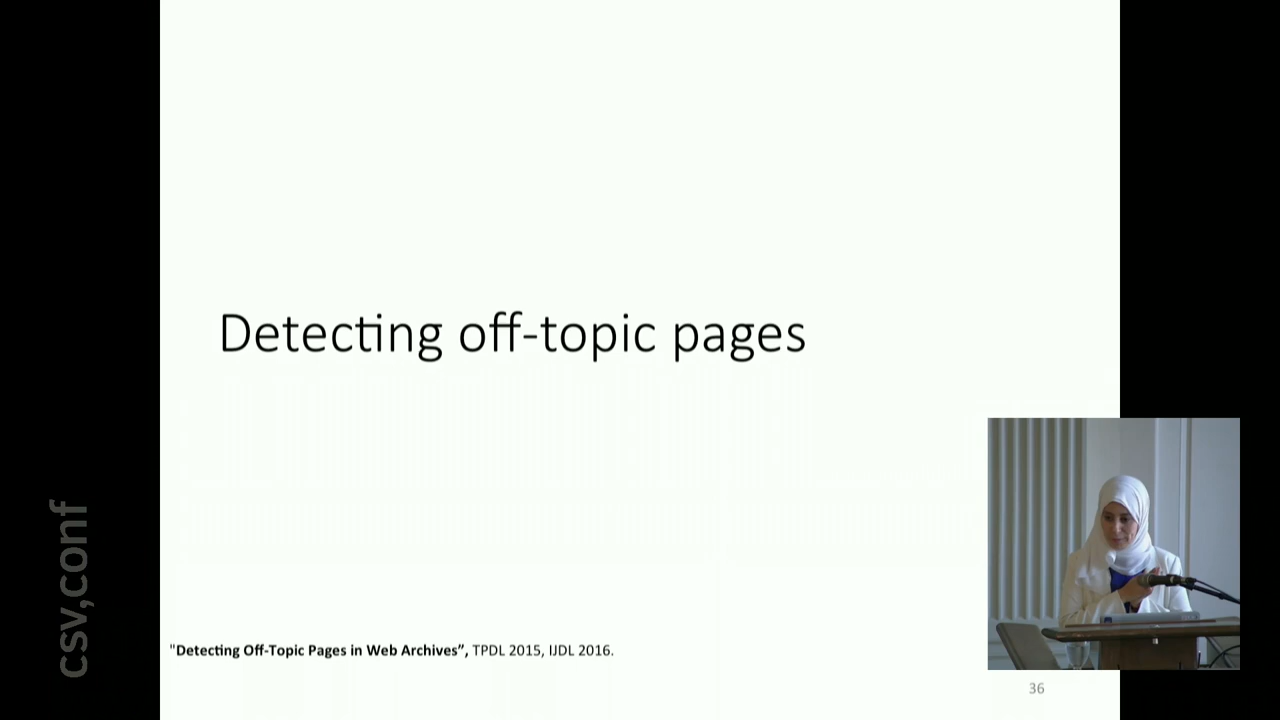 Detecting off-topic pages
"Detecting Off-Topic Pages in Web Archives”, TPDL 2015, IJDL 2016.
36
csv,conf